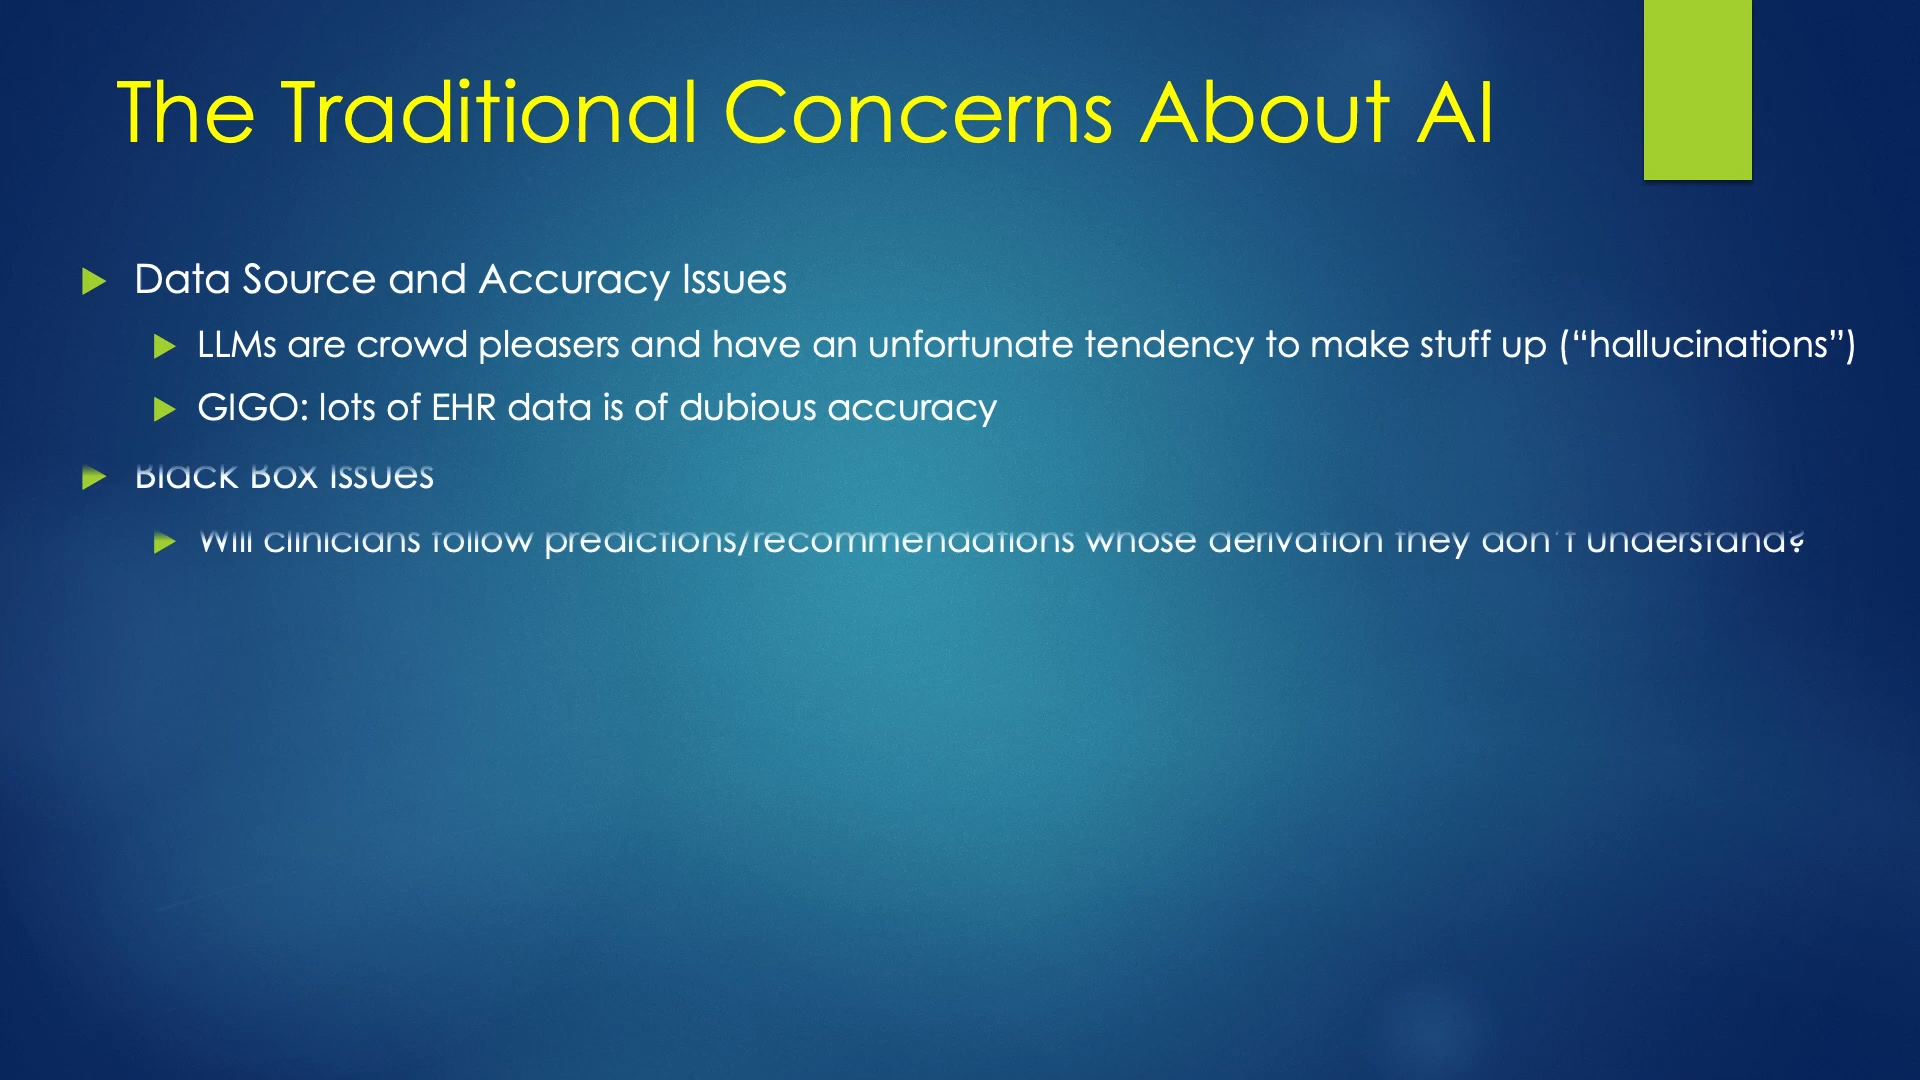 The Traditional Concerns About AI
Data Source and Accuracy Issues
LLMs are crowd pleasers and have an unfortunate tendency to make stuff up (“hallucinations”)
GIGO: lots of EHR data is of dubious accuracy
Black Box Issues
Will clinicians follow predictions/recommendations whose derivation they don’t understand?